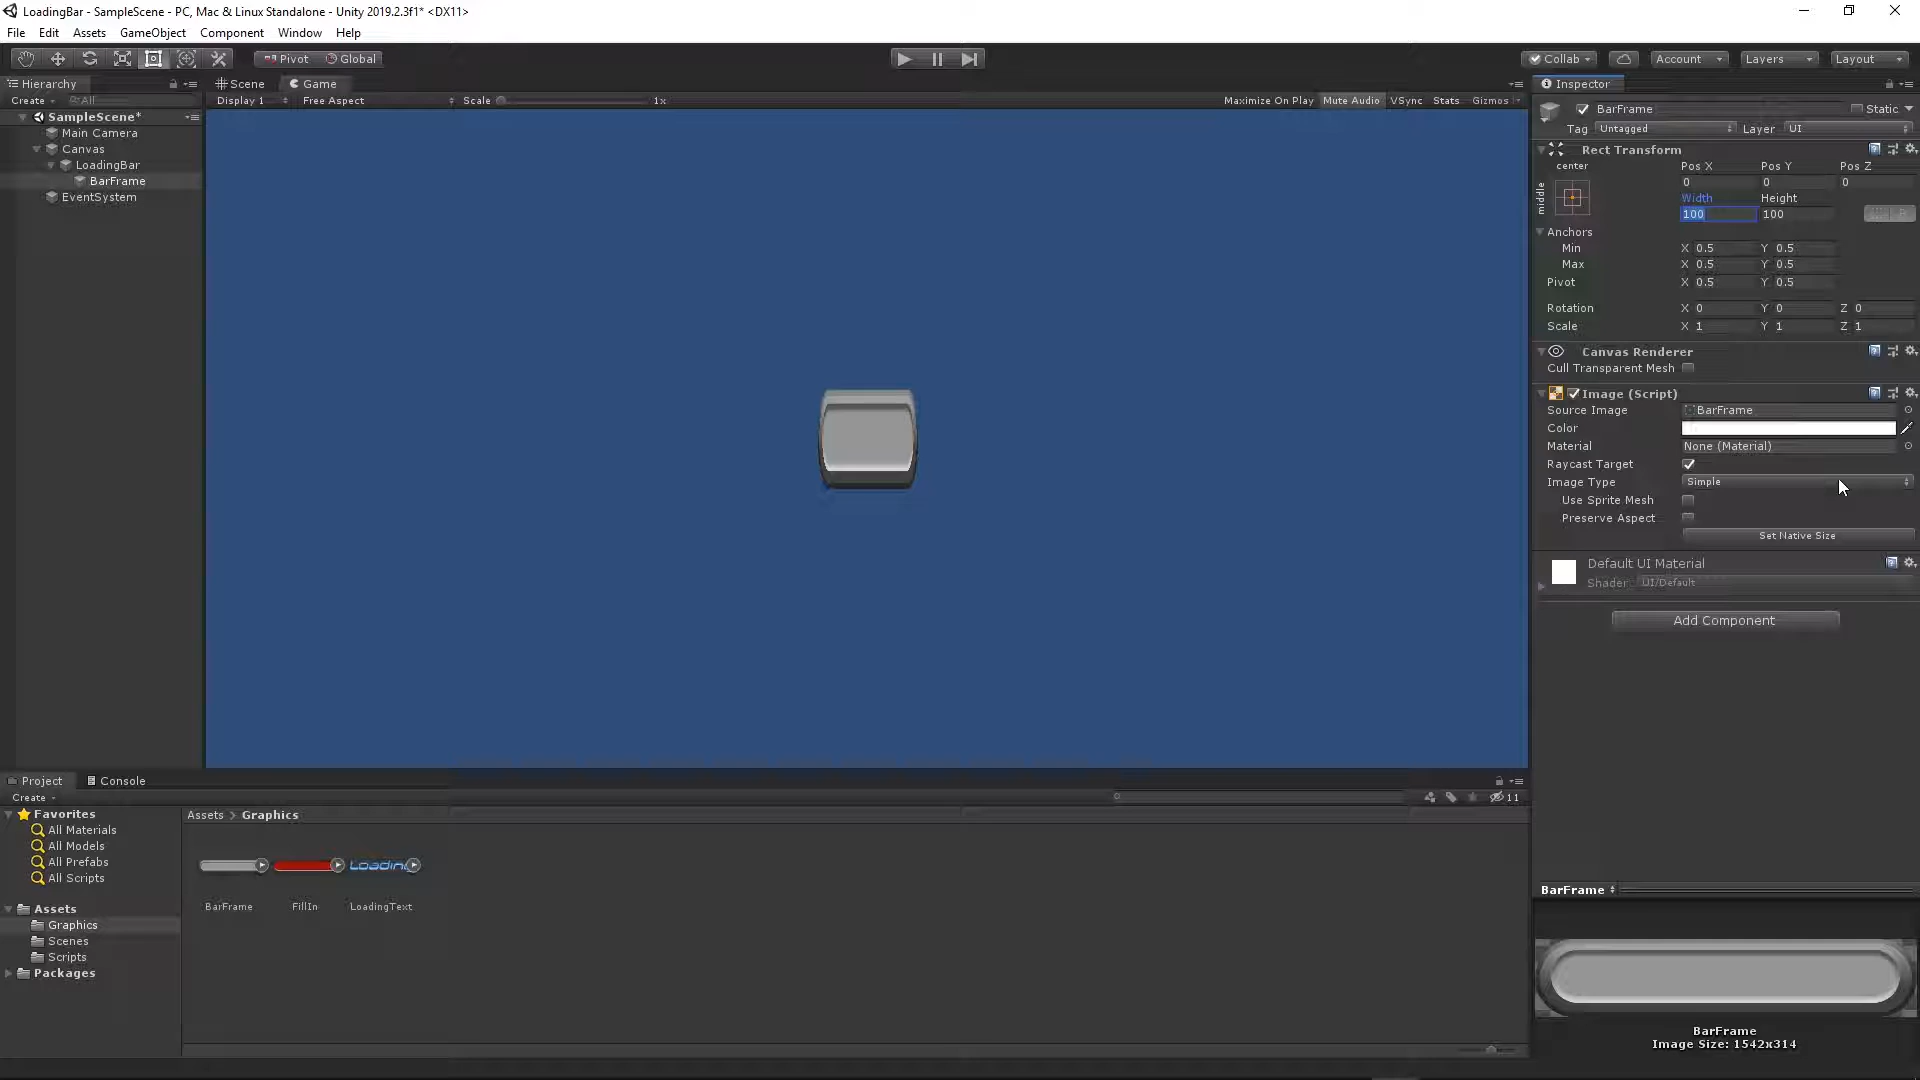 LoadingBar - SampleScene - PC, Mac & Linux Standalone - Unity 2019.2.3f1* <DX11>
File Edit Assets GameObject Component Window Help
Pivot Global Collab Account Layers Layout
Hierarchy Scene Game Inspector
Create All Display 1 Free Aspect Scale 1x Maximize On Play Mute Audio VSync Stats Gizmos
SampleScene*
Main Camera
Canvas
LoadingBar
BarFrame
EventSystem
BarFrame Static
Tag Untagged Layer UI
Rect Transform
center Pos X Pos Y Pos Z
middle 0 0 0
Width Height
100 100
Anchors
Min X 0.5 Y 0.5
Max X 0.5 Y 0.5
Pivot X 0.5 Y 0.5
Rotation X 0 Y 0 Z 0
Scale X 1 Y 1 Z 1
Canvas Renderer
Cull Transparent Mesh
Image (Script)
Source Image BarFrame
Color
Material None (Material)
Raycast Target
Image Type Simple
Use Sprite Mesh
Preserve Aspect
Set Native Size
Default UI Material
Shader UI/Default
Add Component
Project Console
Create 11
Favorites
All Materials
All Models
All Prefabs
All Scripts
Assets
Graphics
Scenes
Scripts
Packages
Assets > Graphics
Loading
BarFrame FillIn LoadingText
BarFrame
BarFrame
Image Size: 1542x314